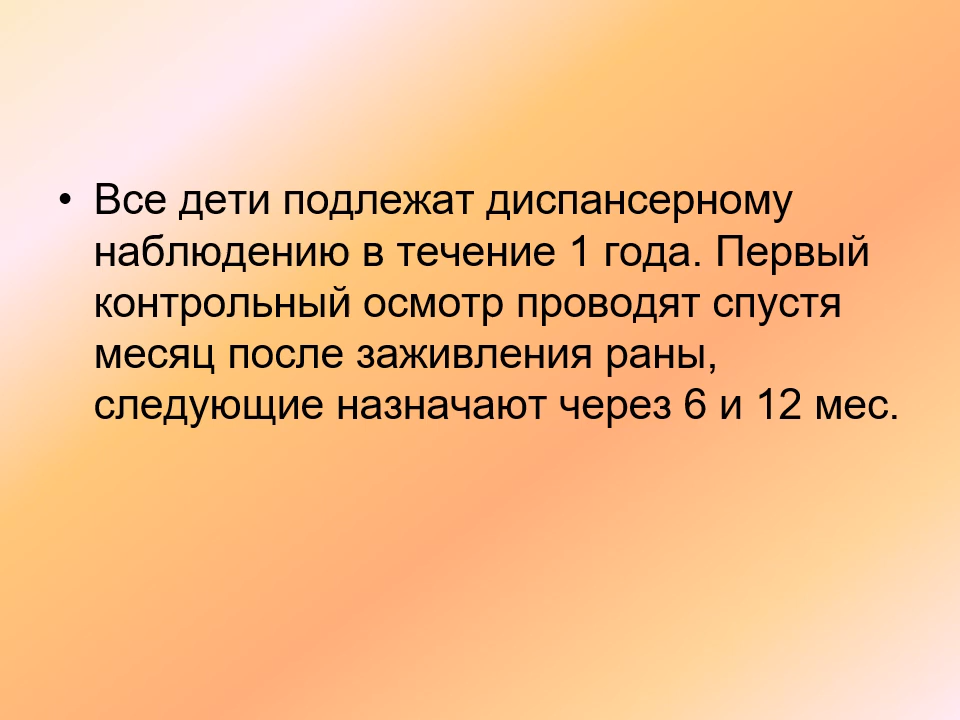 • Все дети подлежат диспансерному
наблюдению в течение 1 года. Первый
контрольный осмотр проводят спустя
месяц после заживления раны,
следующие назначают через 6 и 12 мес.